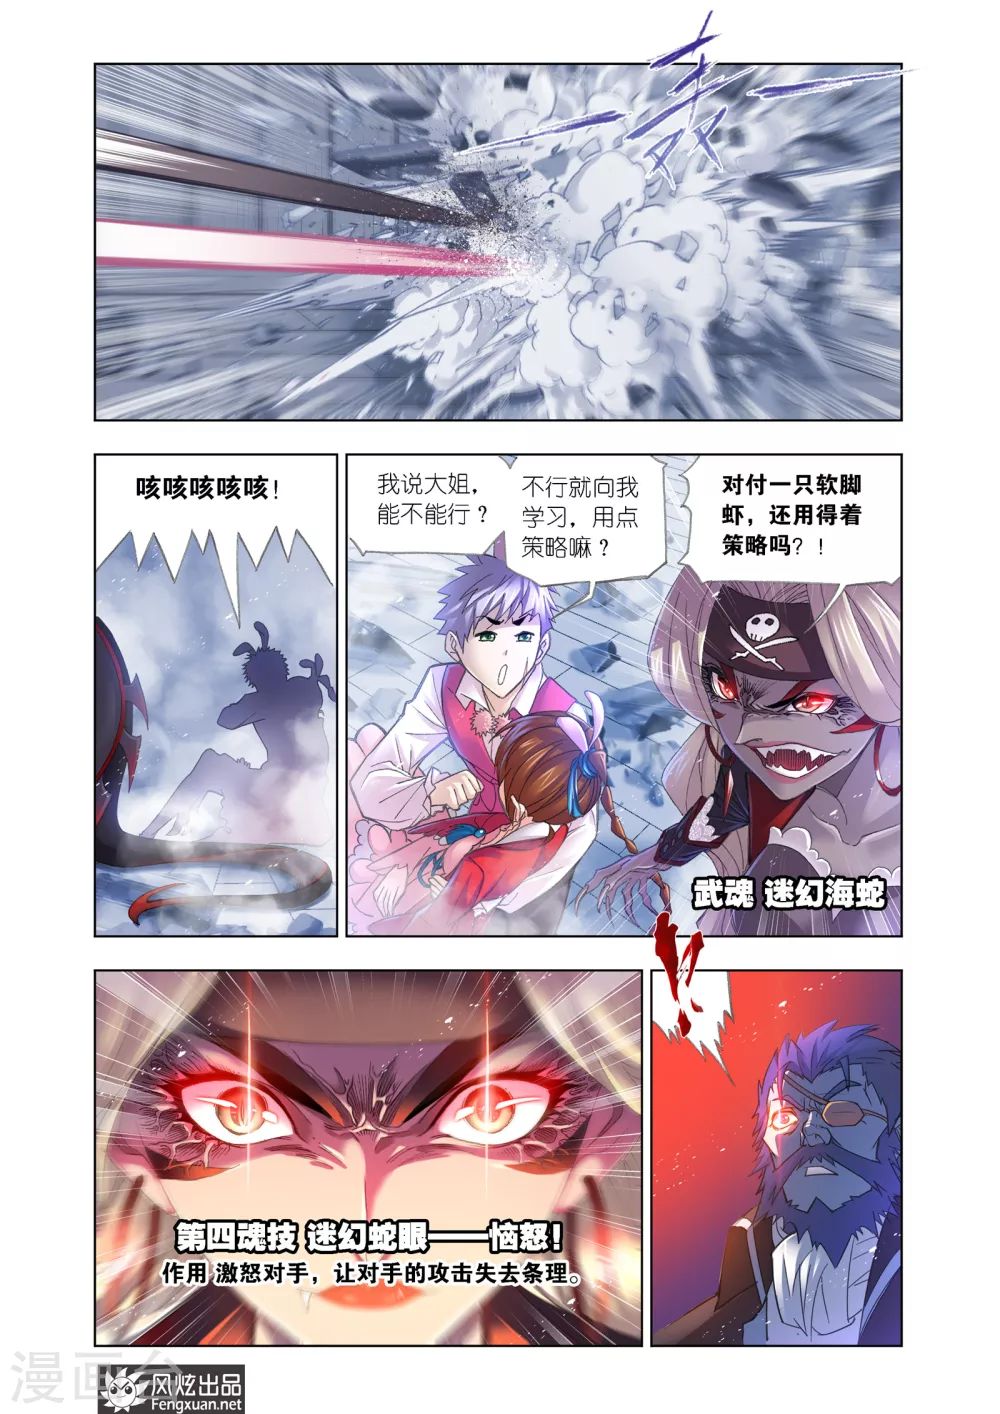 轰
咳咳咳咳咳！
我说大姐，
能不能行？
不行就向我
学习，用点
策略嘛？
对付一只软脚
虾，还用得着
策略吗？！
武魂 迷幻海蛇
第四魂技 迷幻蛇眼——恼怒！
作用 激怒对手，让对手的攻击失去条理。
漫画台
风炫出品
Fengxuan.net